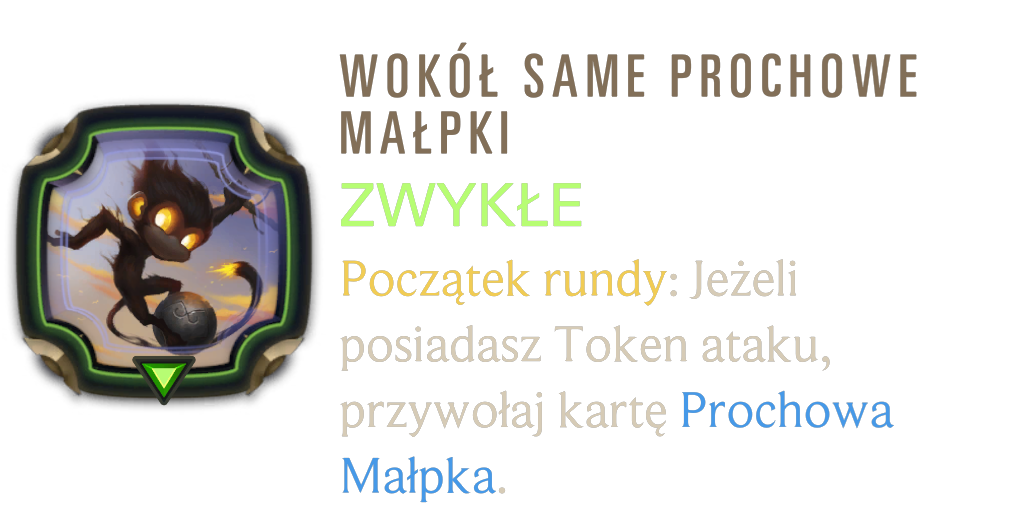 WOKÓŁ SAME PROCHOWE
MAŁPKI
ZWYKŁE
Początek rundy: Jeżeli
posiadasz Token ataku,
przywołaj kartę Prochowa
Małpka.